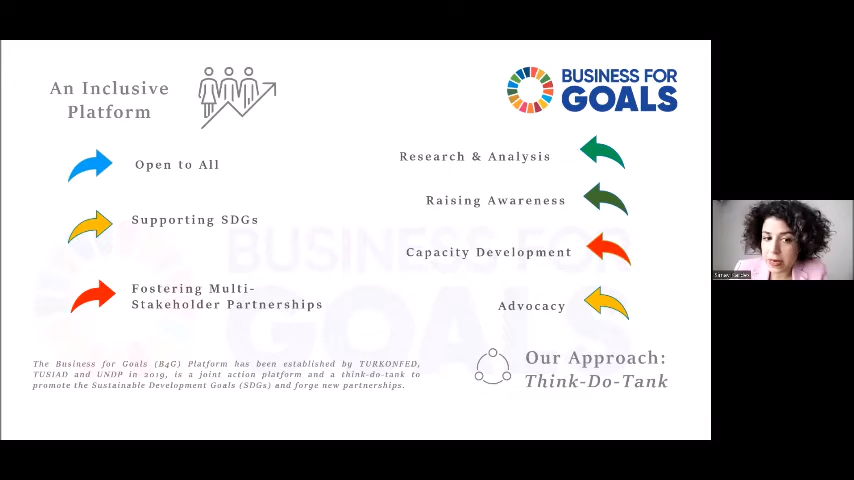 An Inclusive
Platform
BUSINESS FOR
GOALS
Open to All
Supporting SDGs
Fostering Multi-
Stakeholder Partnerships
Research & Analysis
Raising Awareness
Capacity Development
Advocacy
BUSINESS FOR
GOALS
The Business for Goals (B4G) Platform has been established by TURKONFED,
TUSIAD and UNDP in 2019, is a joint action platform and a think-do-tank to
promote the Sustainable Development Goals (SDGs) and forge new partnerships.
Our Approach:
Think-Do-Tank